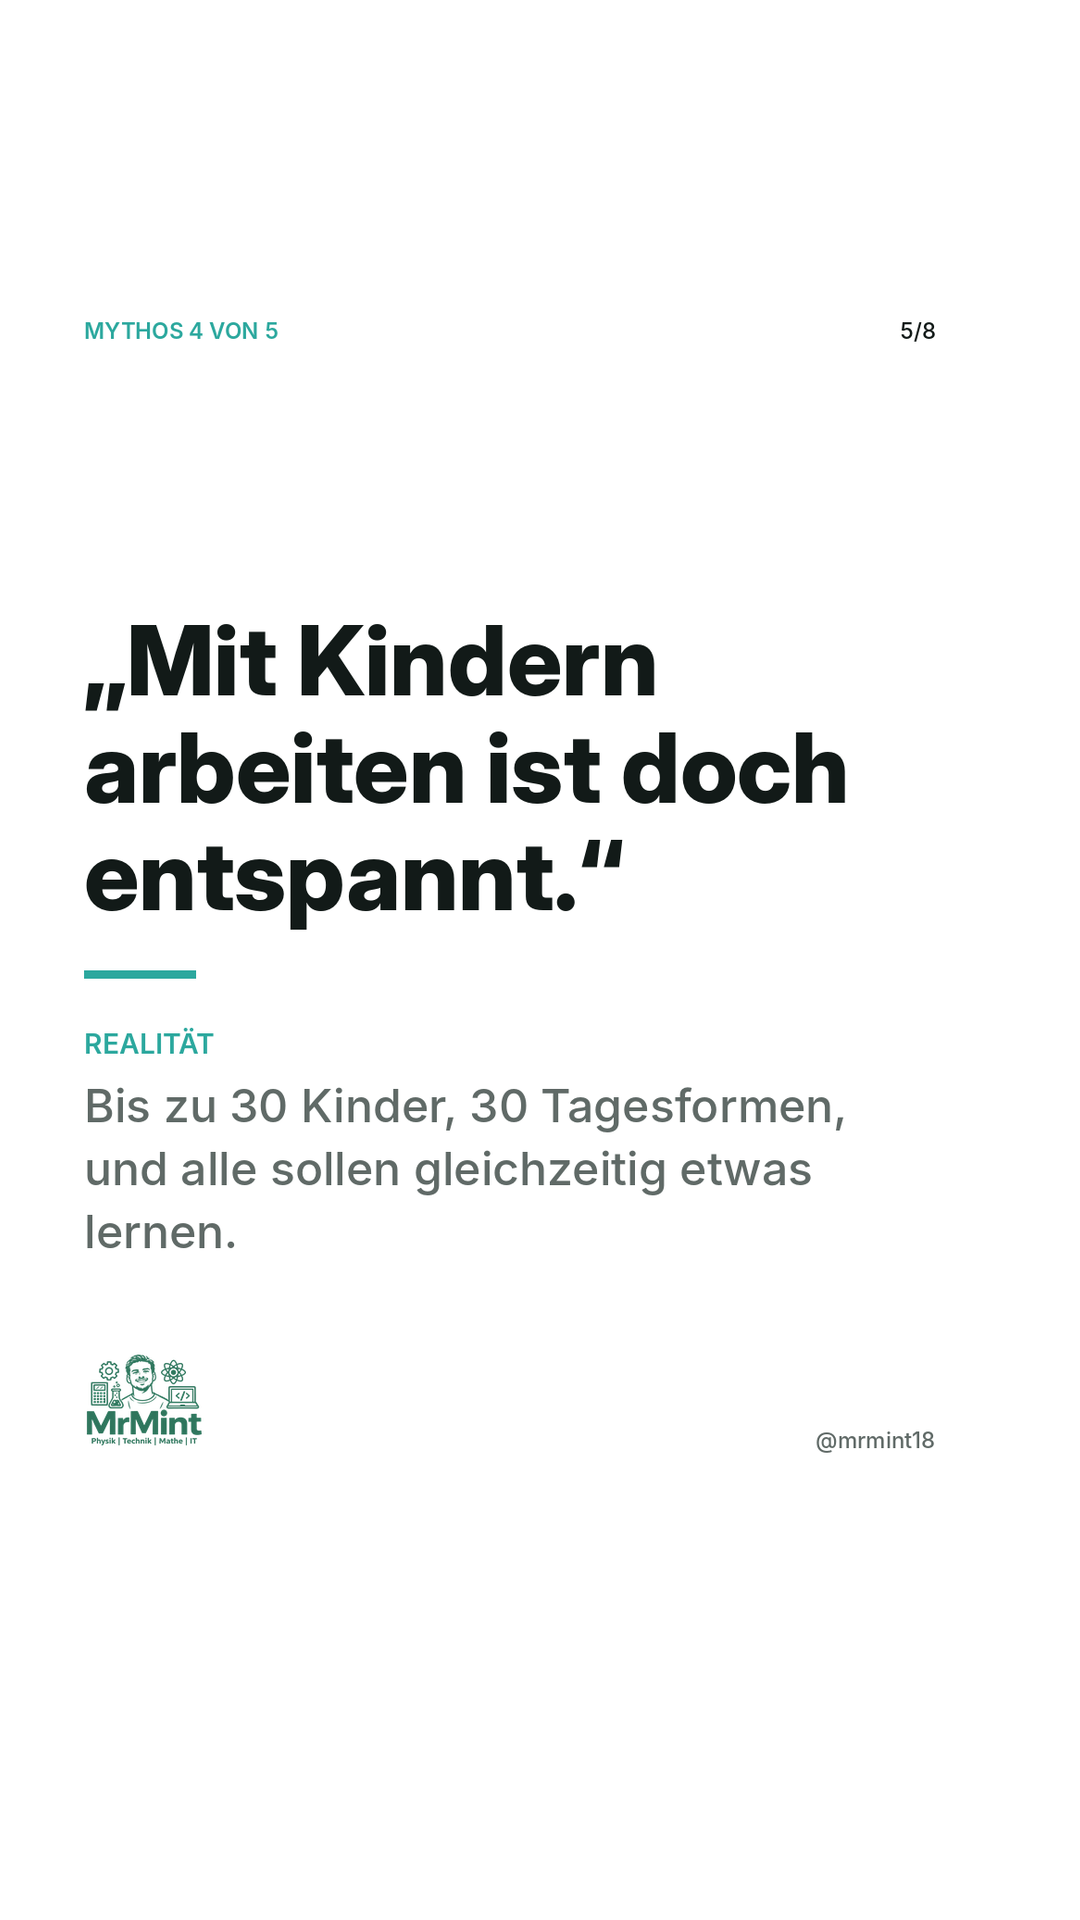 MYTHOS 4 VON 5
5/8
„Mit Kindern
arbeiten ist doch
entspannt.“
REALITÄT
Bis zu 30 Kinder, 30 Tagesformen,
und alle sollen gleichzeitig etwas
lernen.
</>
MrMint
Physik | Technik | Mathe | IT
@mrmint18